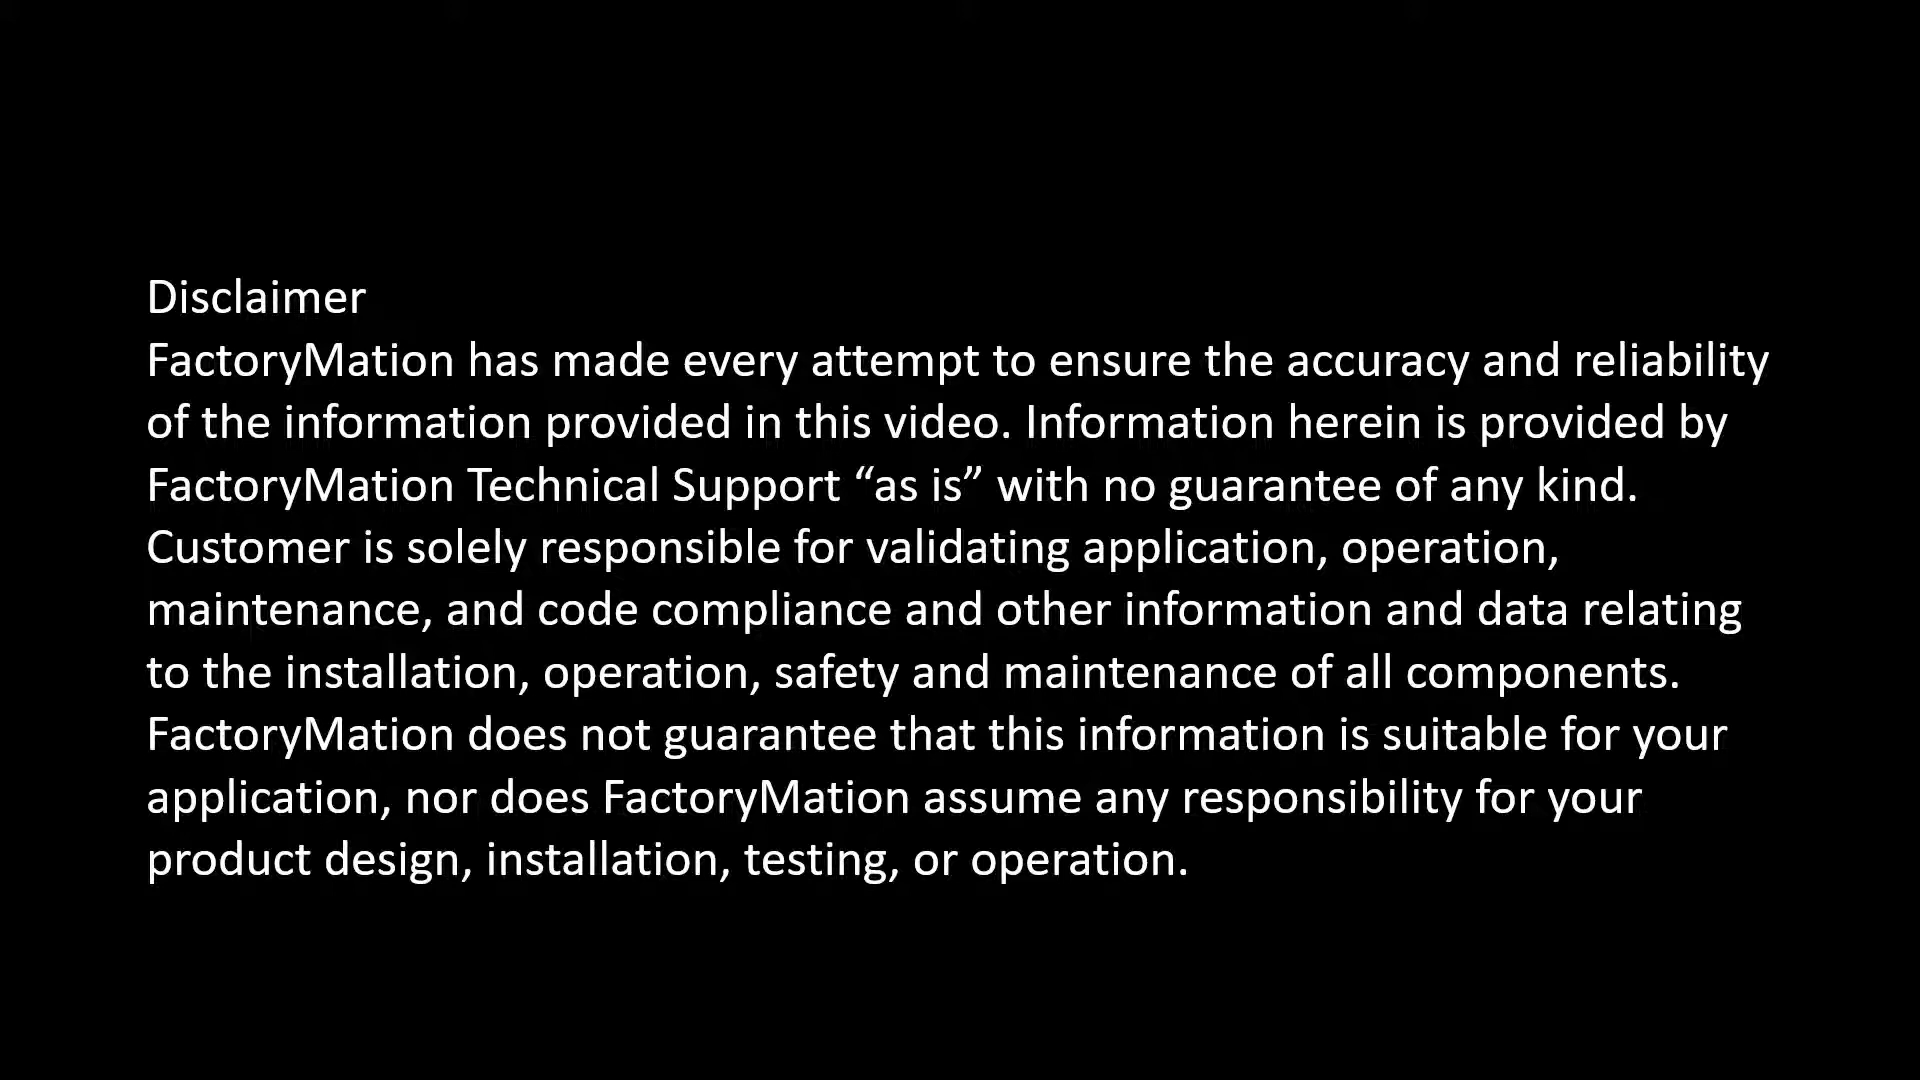 Disclaimer
FactoryMation has made every attempt to ensure the accuracy and reliability
of the information provided in this video. Information herein is provided by
FactoryMation Technical Support “as is” with no guarantee of any kind.
Customer is solely responsible for validating application, operation,
maintenance, and code compliance and other information and data relating
to the installation, operation, safety and maintenance of all components.
FactoryMation does not guarantee that this information is suitable for your
application, nor does FactoryMation assume any responsibility for your
product design, installation, testing, or operation.